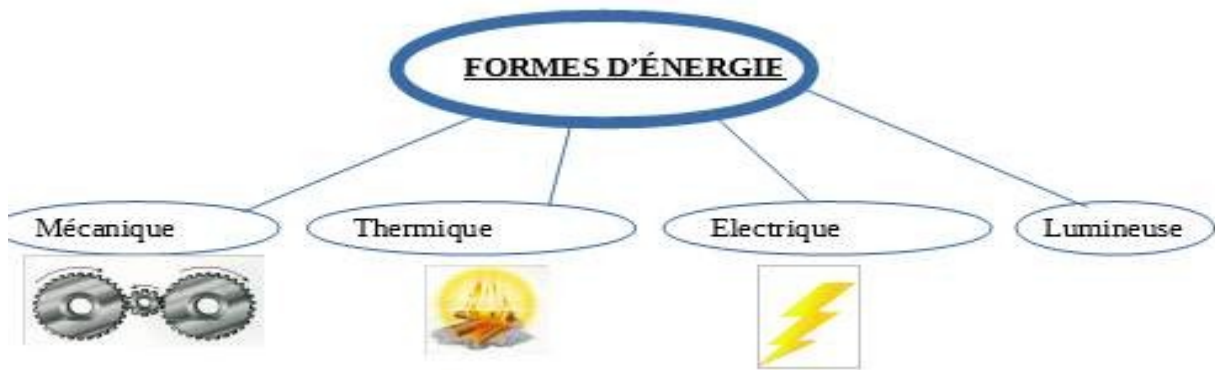 FORMES D'ÉNERGIE
Mécanique
Thermique
Electrique
Lumineuse